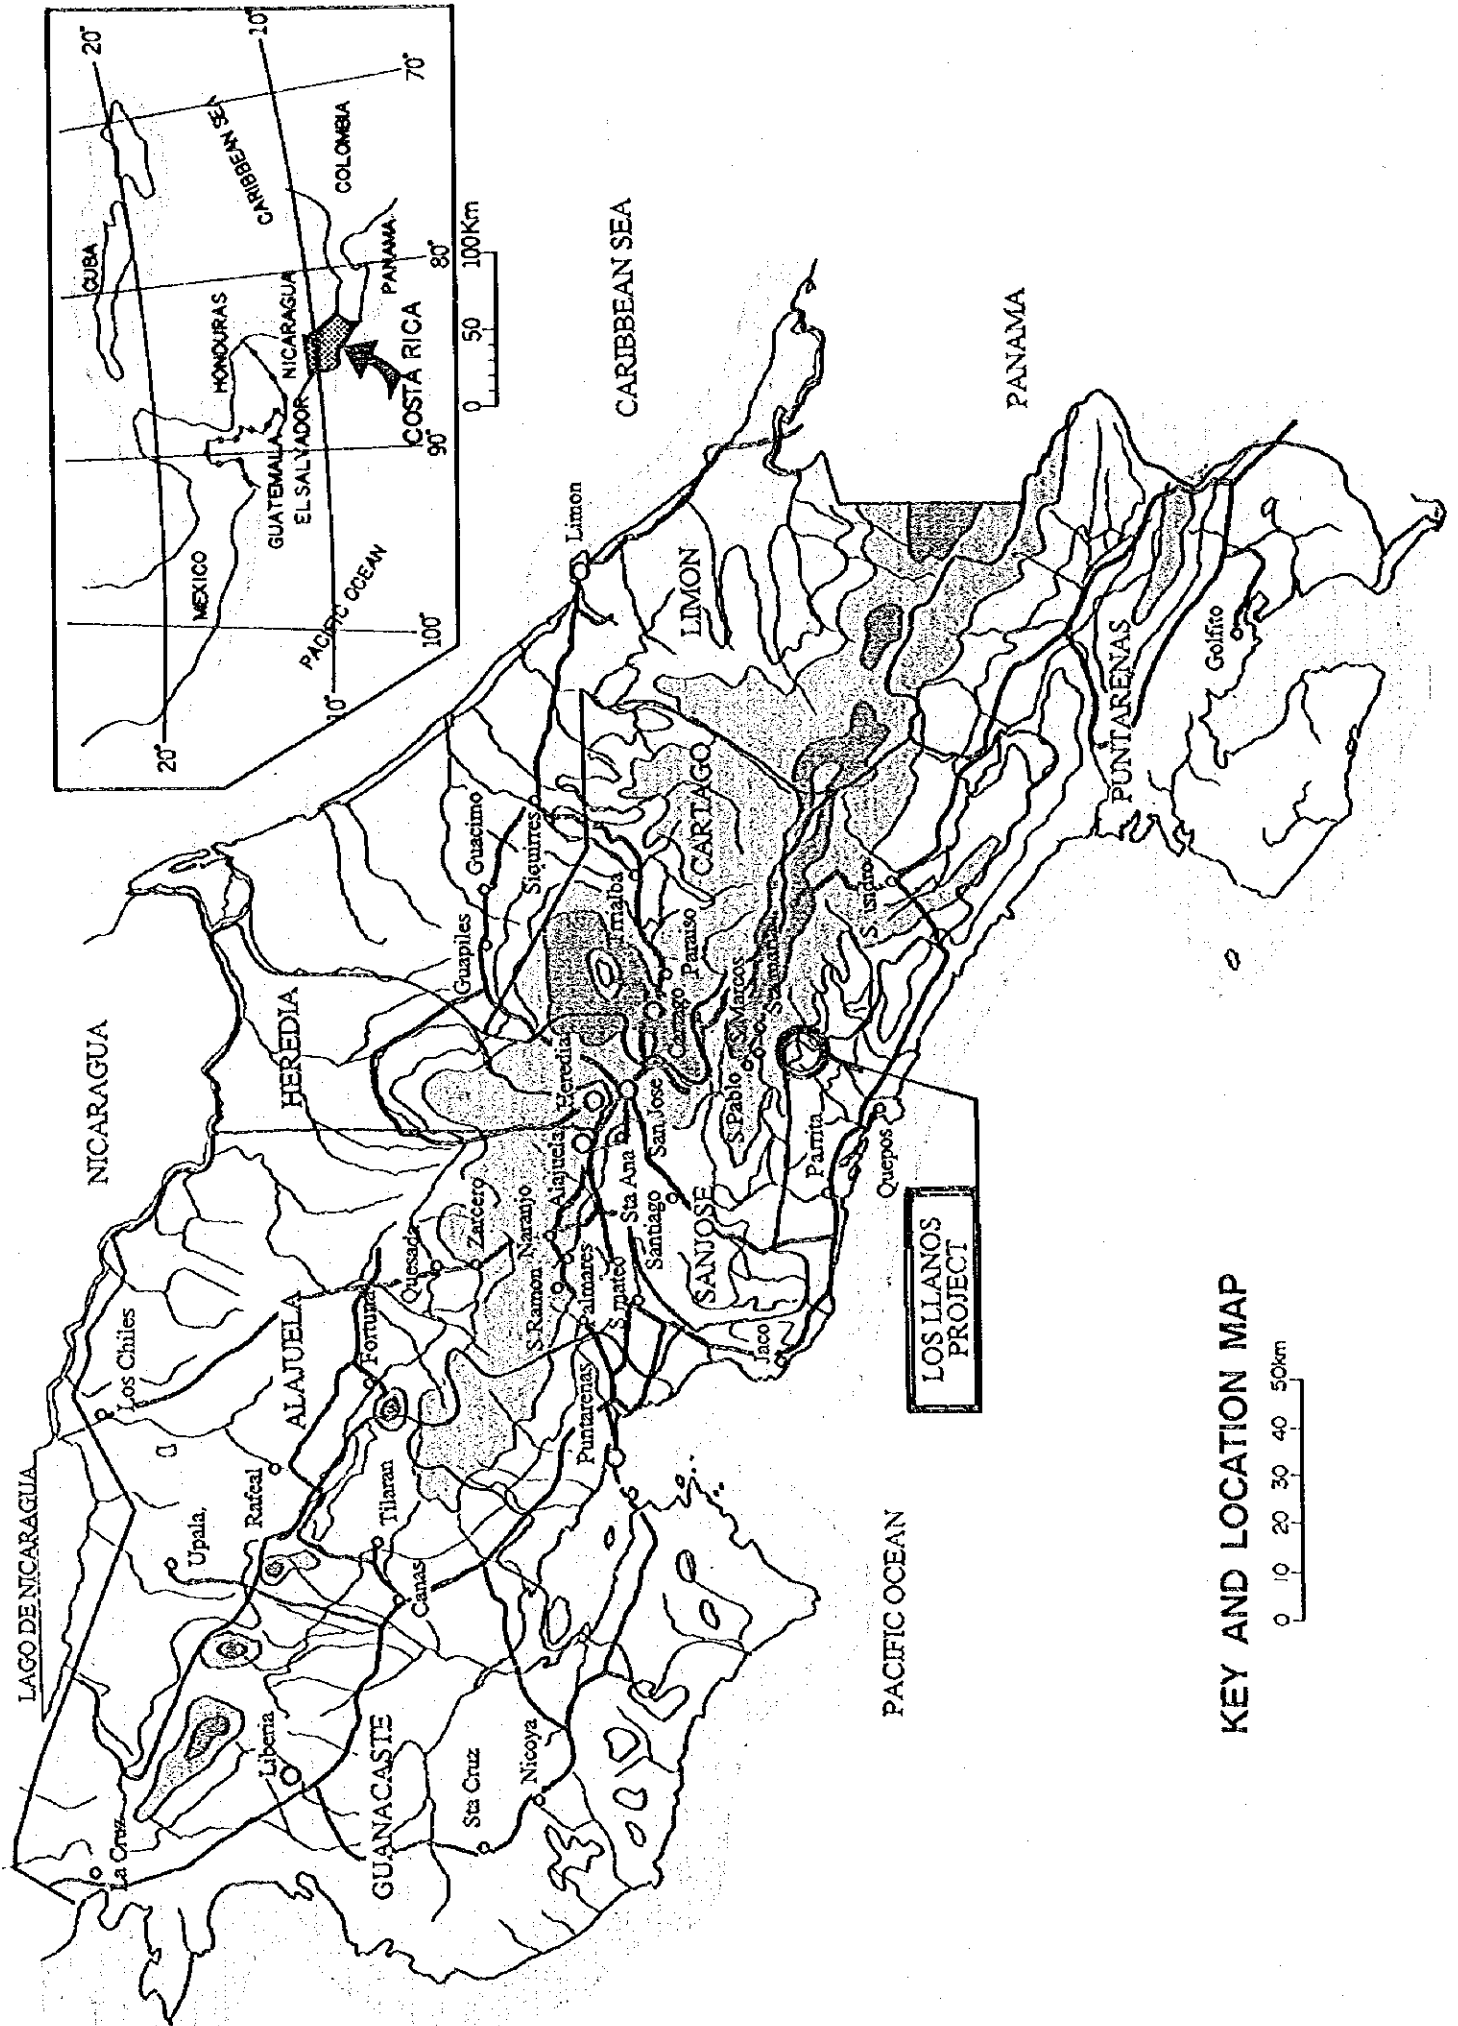 20°
10°
CUBA
CARIBBEAN SEA
70°
MEXICO
HONDURAS
GUATEMALA
NICARAGUA
EL SALVADOR
COLOMBIA
PANAMA
COSTA RICA
PACIFIC OCEAN
20°
10°
100°
90°
80°
0 50 100Km
LAGO DE NICARAGUA
NICARAGUA
CARIBBEAN SEA
PANAMA
PACIFIC OCEAN
La Cruz
Upala
Los Chiles
Rafeal
Liberia
GUANACASTE
Tilaran
Canas
Sta Cruz
Nicoya
ALAJUELA
Fortuna
Quesada
Zarcero
Naranjo
S.Ramon
Palmares
Alajuela
HEREDIA
Heredia
Guapiles
Guacimo
Siquirres
Limon
LIMON
Puntarenas
S.mateo
Sta Ana
Santiago
San Jose
SANJOSE
Cartago
Paraiso
CARTAGO
S.Pablo
S.Marcos
Jaco
Parrita
Quepos
S. isidro
PUNTARENAS
Golfito
LOS LLANOS
PROJECT
KEY AND LOCATION MAP
0 10 20 30 40 50km